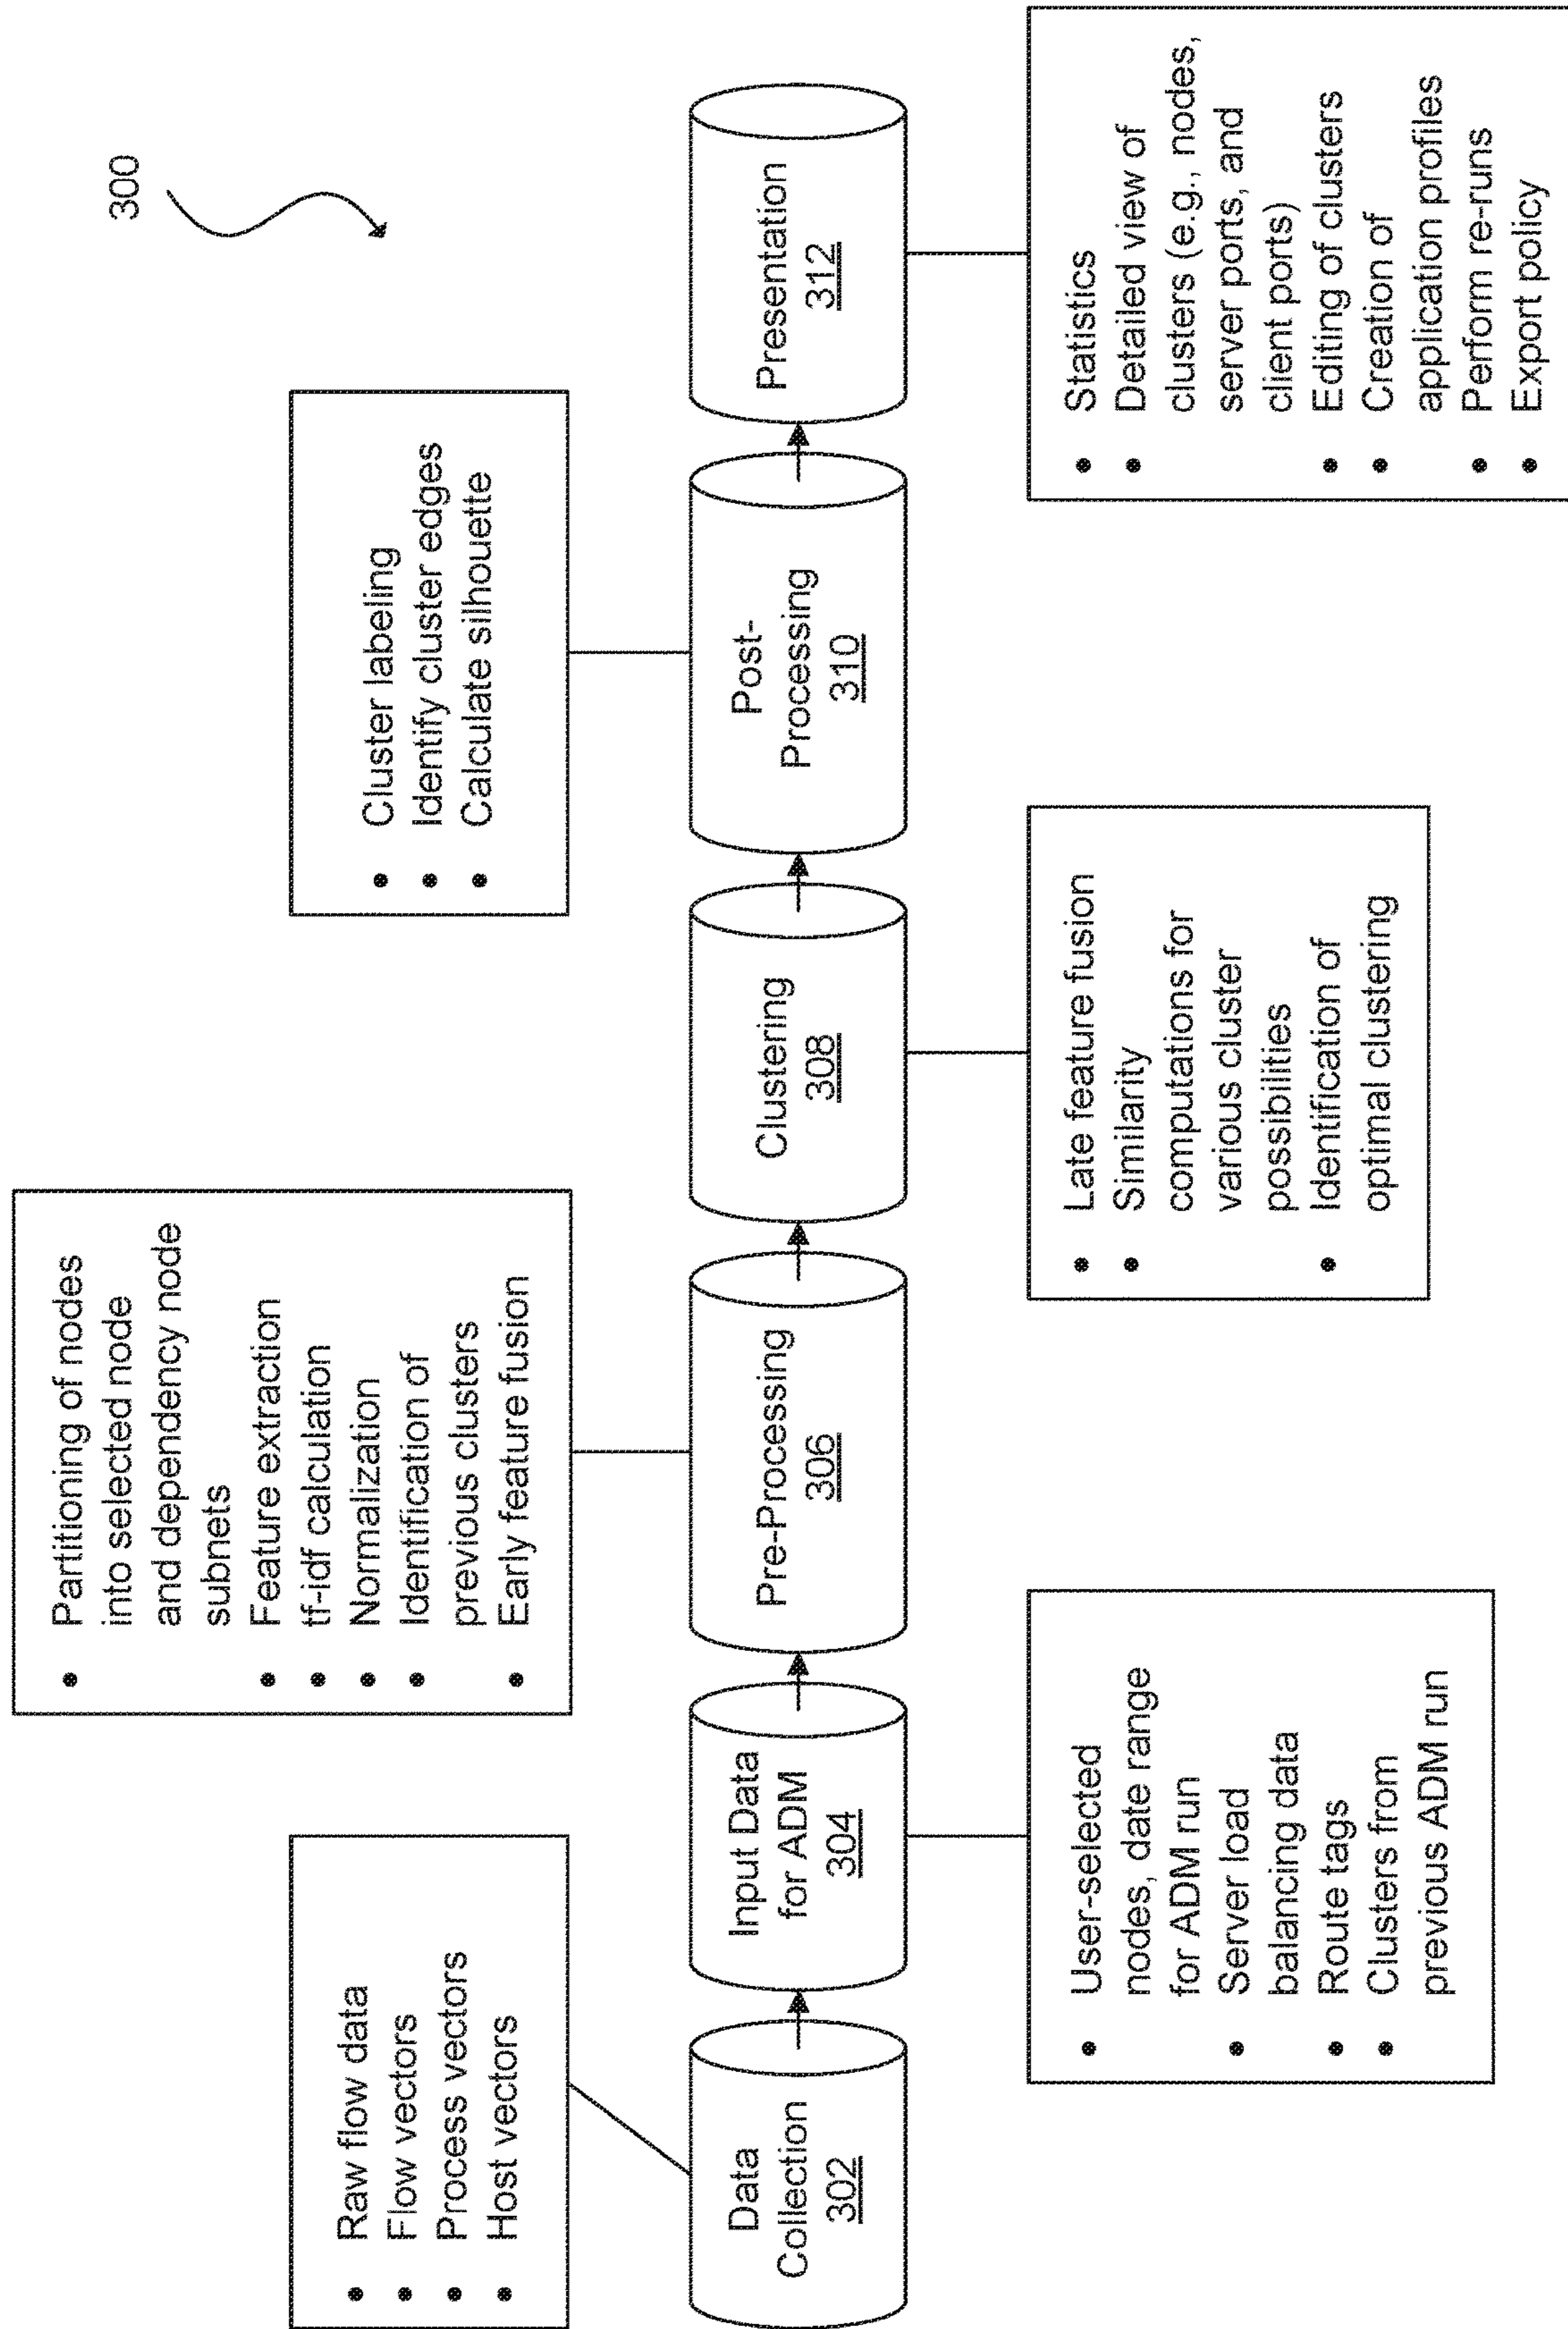 300
• Raw flow data
• Flow vectors
• Process vectors
• Host vectors
Data
Collection
302
Input Data
for ADM
304
• User-selected
nodes, date range
for ADM run
• Server load
balancing data
• Route tags
• Clusters from
previous ADM run
• Partitioning of nodes
into selected node
and dependency node
subnets
• Feature extraction
• tf-idf calculation
• Normalization
• Identification of
previous clusters
• Early feature fusion
Pre-Processing
306
Clustering
308
• Late feature fusion
• Similarity
computations for
various cluster
possibilities
• Identification of
optimal clustering
• Cluster labeling
• Identify cluster edges
• Calculate silhouette
Post-
Processing
310
Presentation
312
• Statistics
• Detailed view of
clusters (e.g., nodes,
server ports, and
client ports)
• Editing of clusters
• Creation of
application profiles
• Perform re-runs
• Export policy